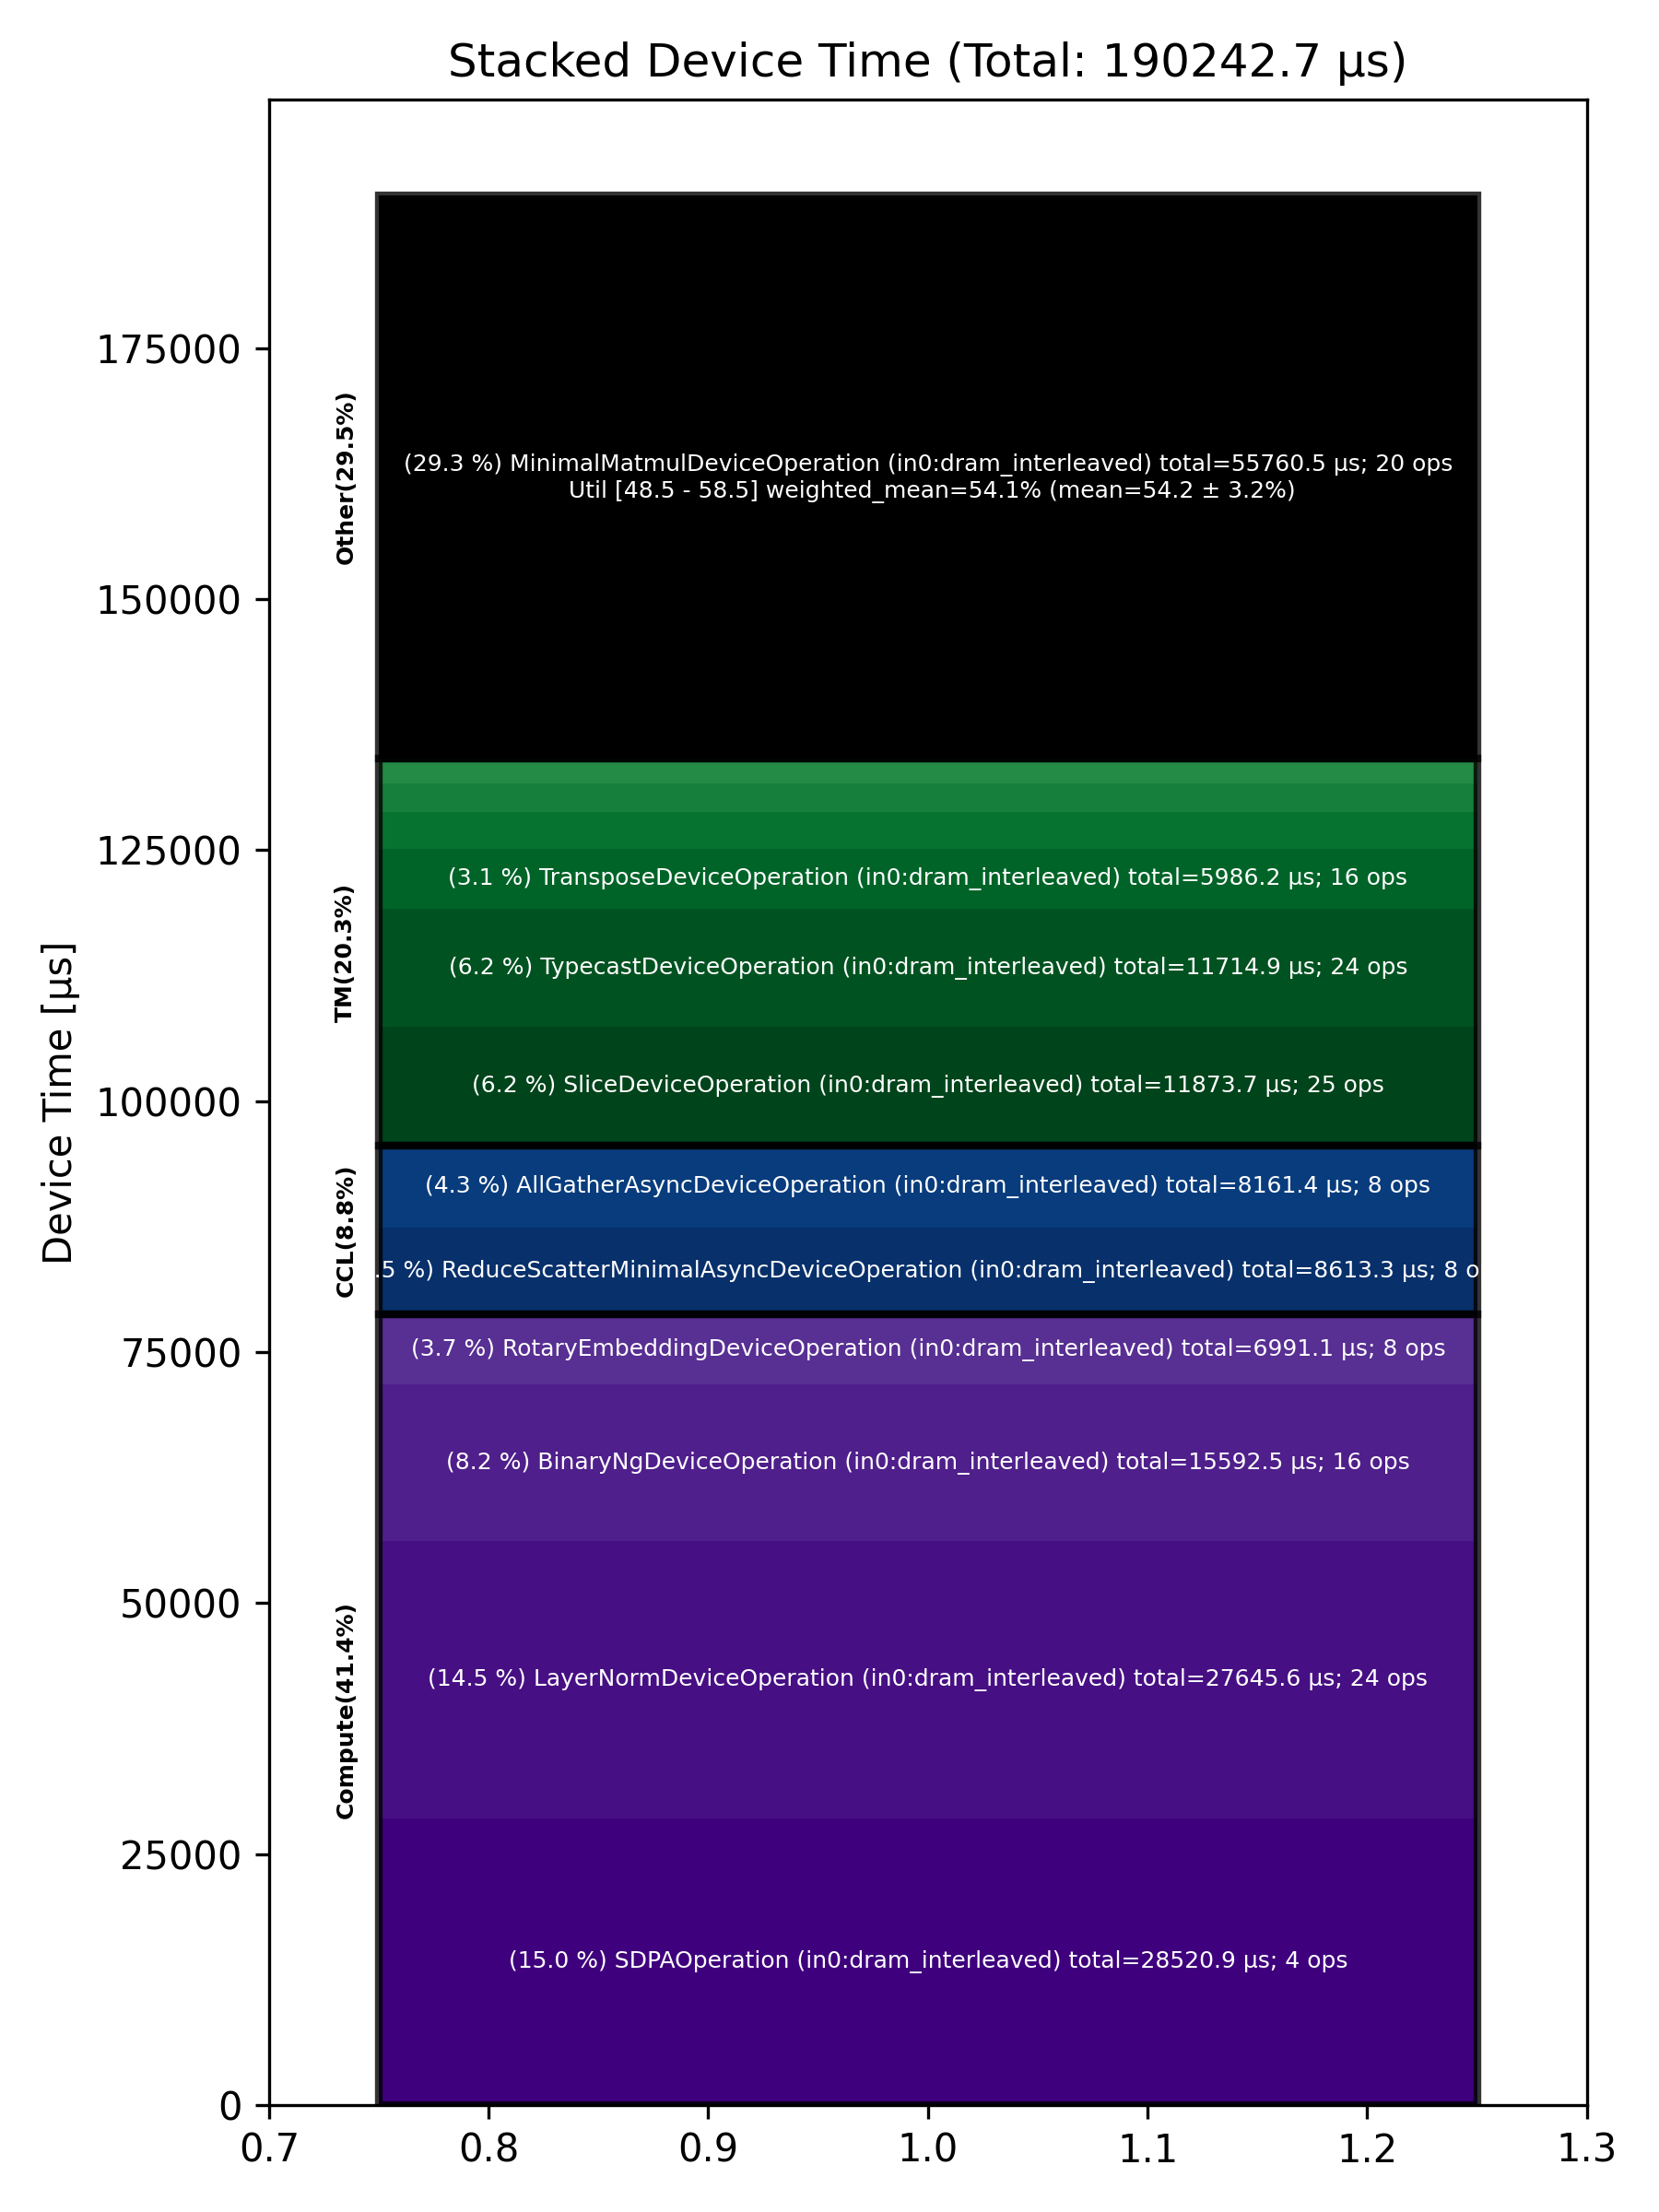 Stacked Device Time (Total: 190242.7 µs)
Device Time [µs]
175000
150000
125000
100000
75000
50000
25000
0
Other(29.5%)
(29.3 %) MinimalMatmulDeviceOperation (in0:dram_interleaved) total=55760.5 µs; 20 ops
Util [48.5 - 58.5] weighted_mean=54.1% (mean=54.2 ± 3.2%)
TM(20.3%)
(3.1 %) TransposeDeviceOperation (in0:dram_interleaved) total=5986.2 µs; 16 ops
(6.2 %) TypecastDeviceOperation (in0:dram_interleaved) total=11714.9 µs; 24 ops
(6.2 %) SliceDeviceOperation (in0:dram_interleaved) total=11873.7 µs; 25 ops
CCL(8.8%)
(4.3 %) AllGatherAsyncDeviceOperation (in0:dram_interleaved) total=8161.4 µs; 8 ops
.5 %) ReduceScatterMinimalAsyncDeviceOperation (in0:dram_interleaved) total=8613.3 µs; 8 o
Compute(41.4%)
(3.7 %) RotaryEmbeddingDeviceOperation (in0:dram_interleaved) total=6991.1 µs; 8 ops
(8.2 %) BinaryNgDeviceOperation (in0:dram_interleaved) total=15592.5 µs; 16 ops
(14.5 %) LayerNormDeviceOperation (in0:dram_interleaved) total=27645.6 µs; 24 ops
(15.0 %) SDPAOperation (in0:dram_interleaved) total=28520.9 µs; 4 ops
0.7 0.8 0.9 1.0 1.1 1.2 1.3